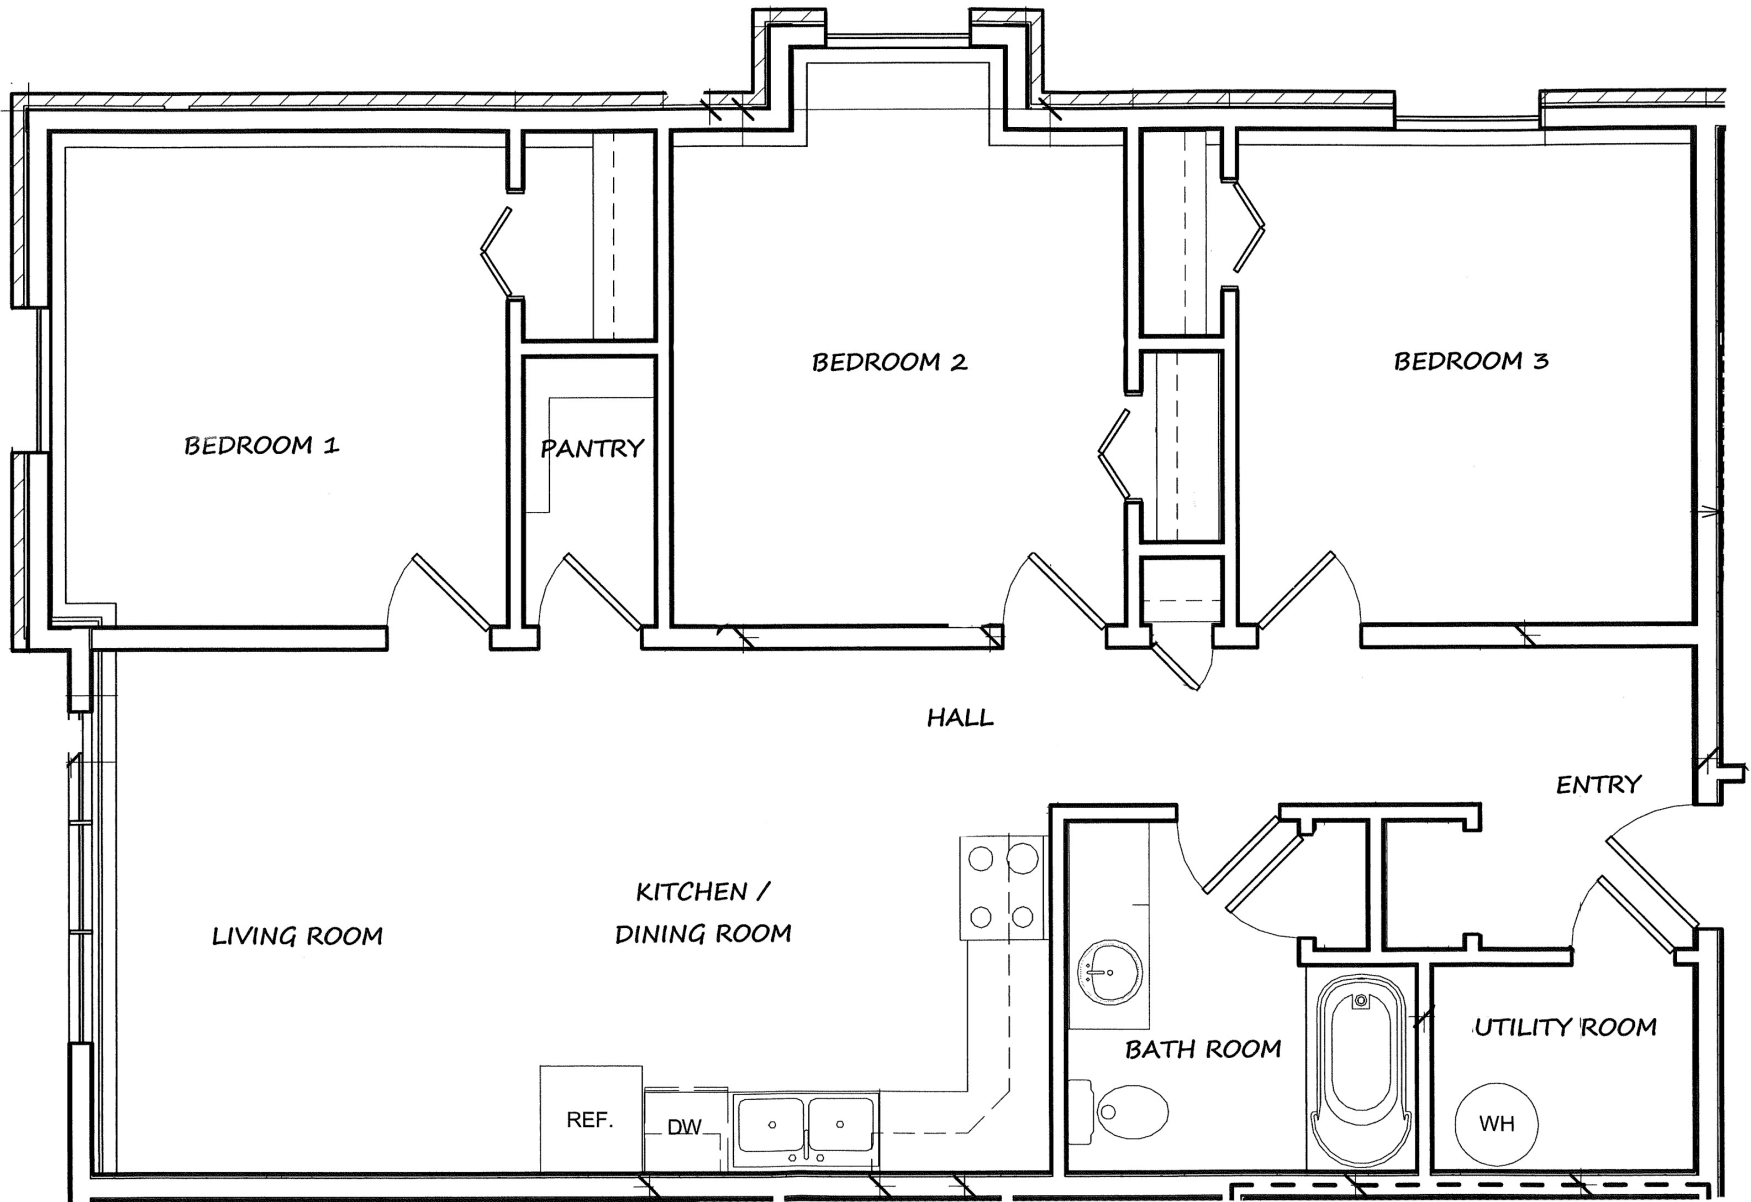 BEDROOM 2
BEDROOM 3
BEDROOM 1
PANTRY
HALL
ENTRY
KITCHEN /
DINING ROOM
LIVING ROOM
UTILITY ROOM
BATH ROOM
REF.
DW
WH